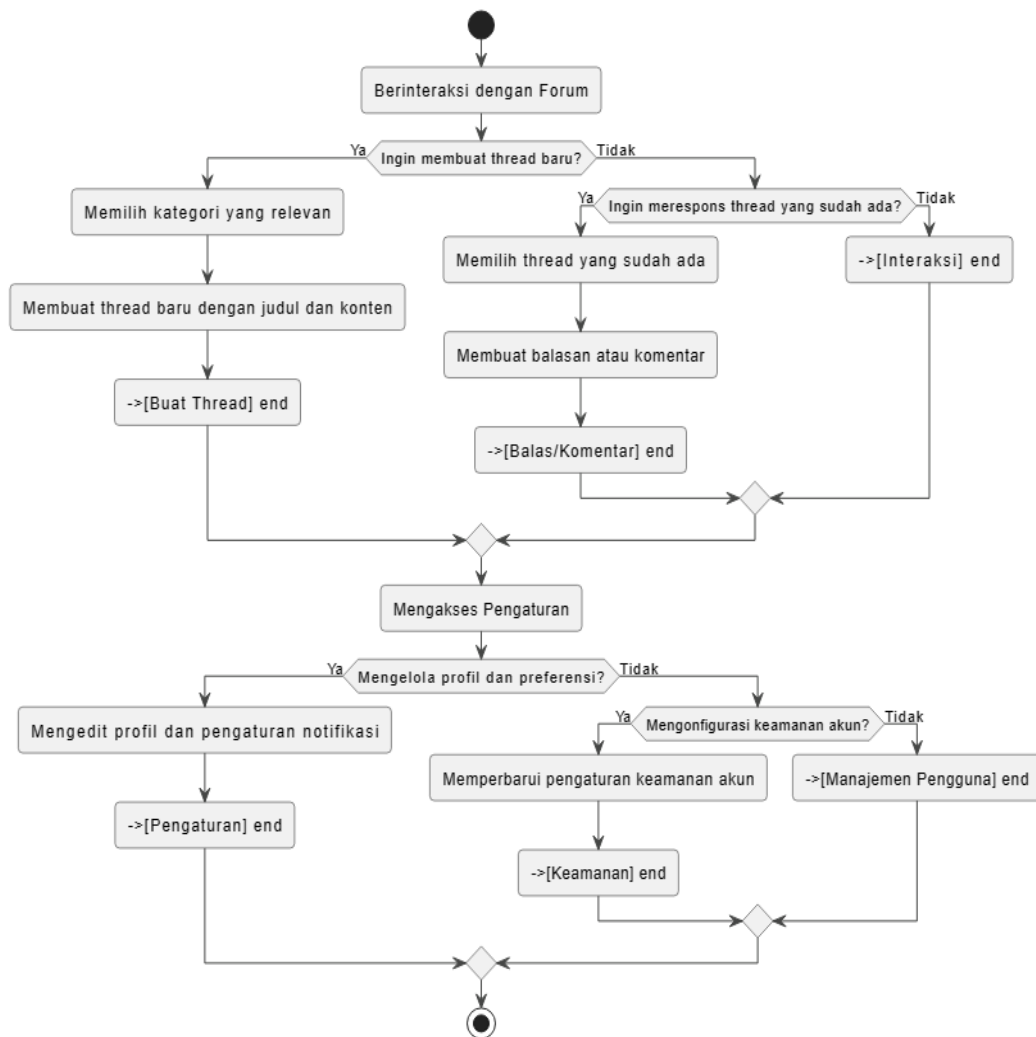 Berinteraksi dengan Forum
Ya
Ingin membuat thread baru?
Tidak
Memilih kategori yang relevan
Membuat thread baru dengan judul dan konten
->[Buat Thread] end
Ya
Ingin merespons thread yang sudah ada?
Tidak
Memilih thread yang sudah ada
Membuat balasan atau komentar
->[Balas/Komentar] end
->[Interaksi] end
Mengakses Pengaturan
Ya
Mengelola profil dan preferensi?
Tidak
Mengedit profil dan pengaturan notifikasi
->[Pengaturan] end
Ya
Mengonfigurasi keamanan akun?
Tidak
Memperbarui pengaturan keamanan akun
->[Keamanan] end
->[Manajemen Pengguna] end